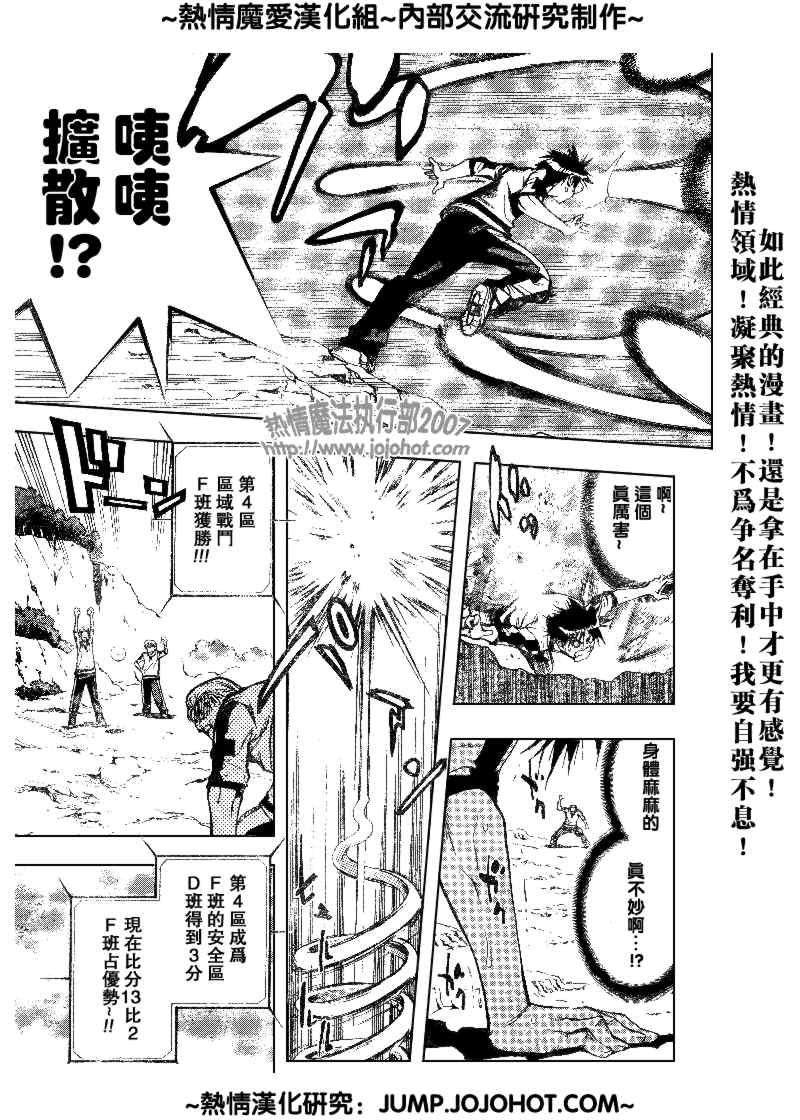 ~熱情魔愛漢化組~內部交流研究制作~
咦咦
擴散!?
如此經典的漫畫！還是拿在手中才更有感覺！
熱情領域！凝聚熱情！不爲争名奪利！我要自强不息！
熱情魔法执行部2007
http://www.jojohot.com
啊~
這個
眞厲害~
第4區
區域戰鬥
F班獲勝!!!
ドーン
身體麻麻的
眞不妙啊…!?
第4區成爲
F班的安全區
D班得到3分
現在比分13比2
F班占優勢~!!
~熱情漢化研究：JUMP.JOJOHOT.COM~